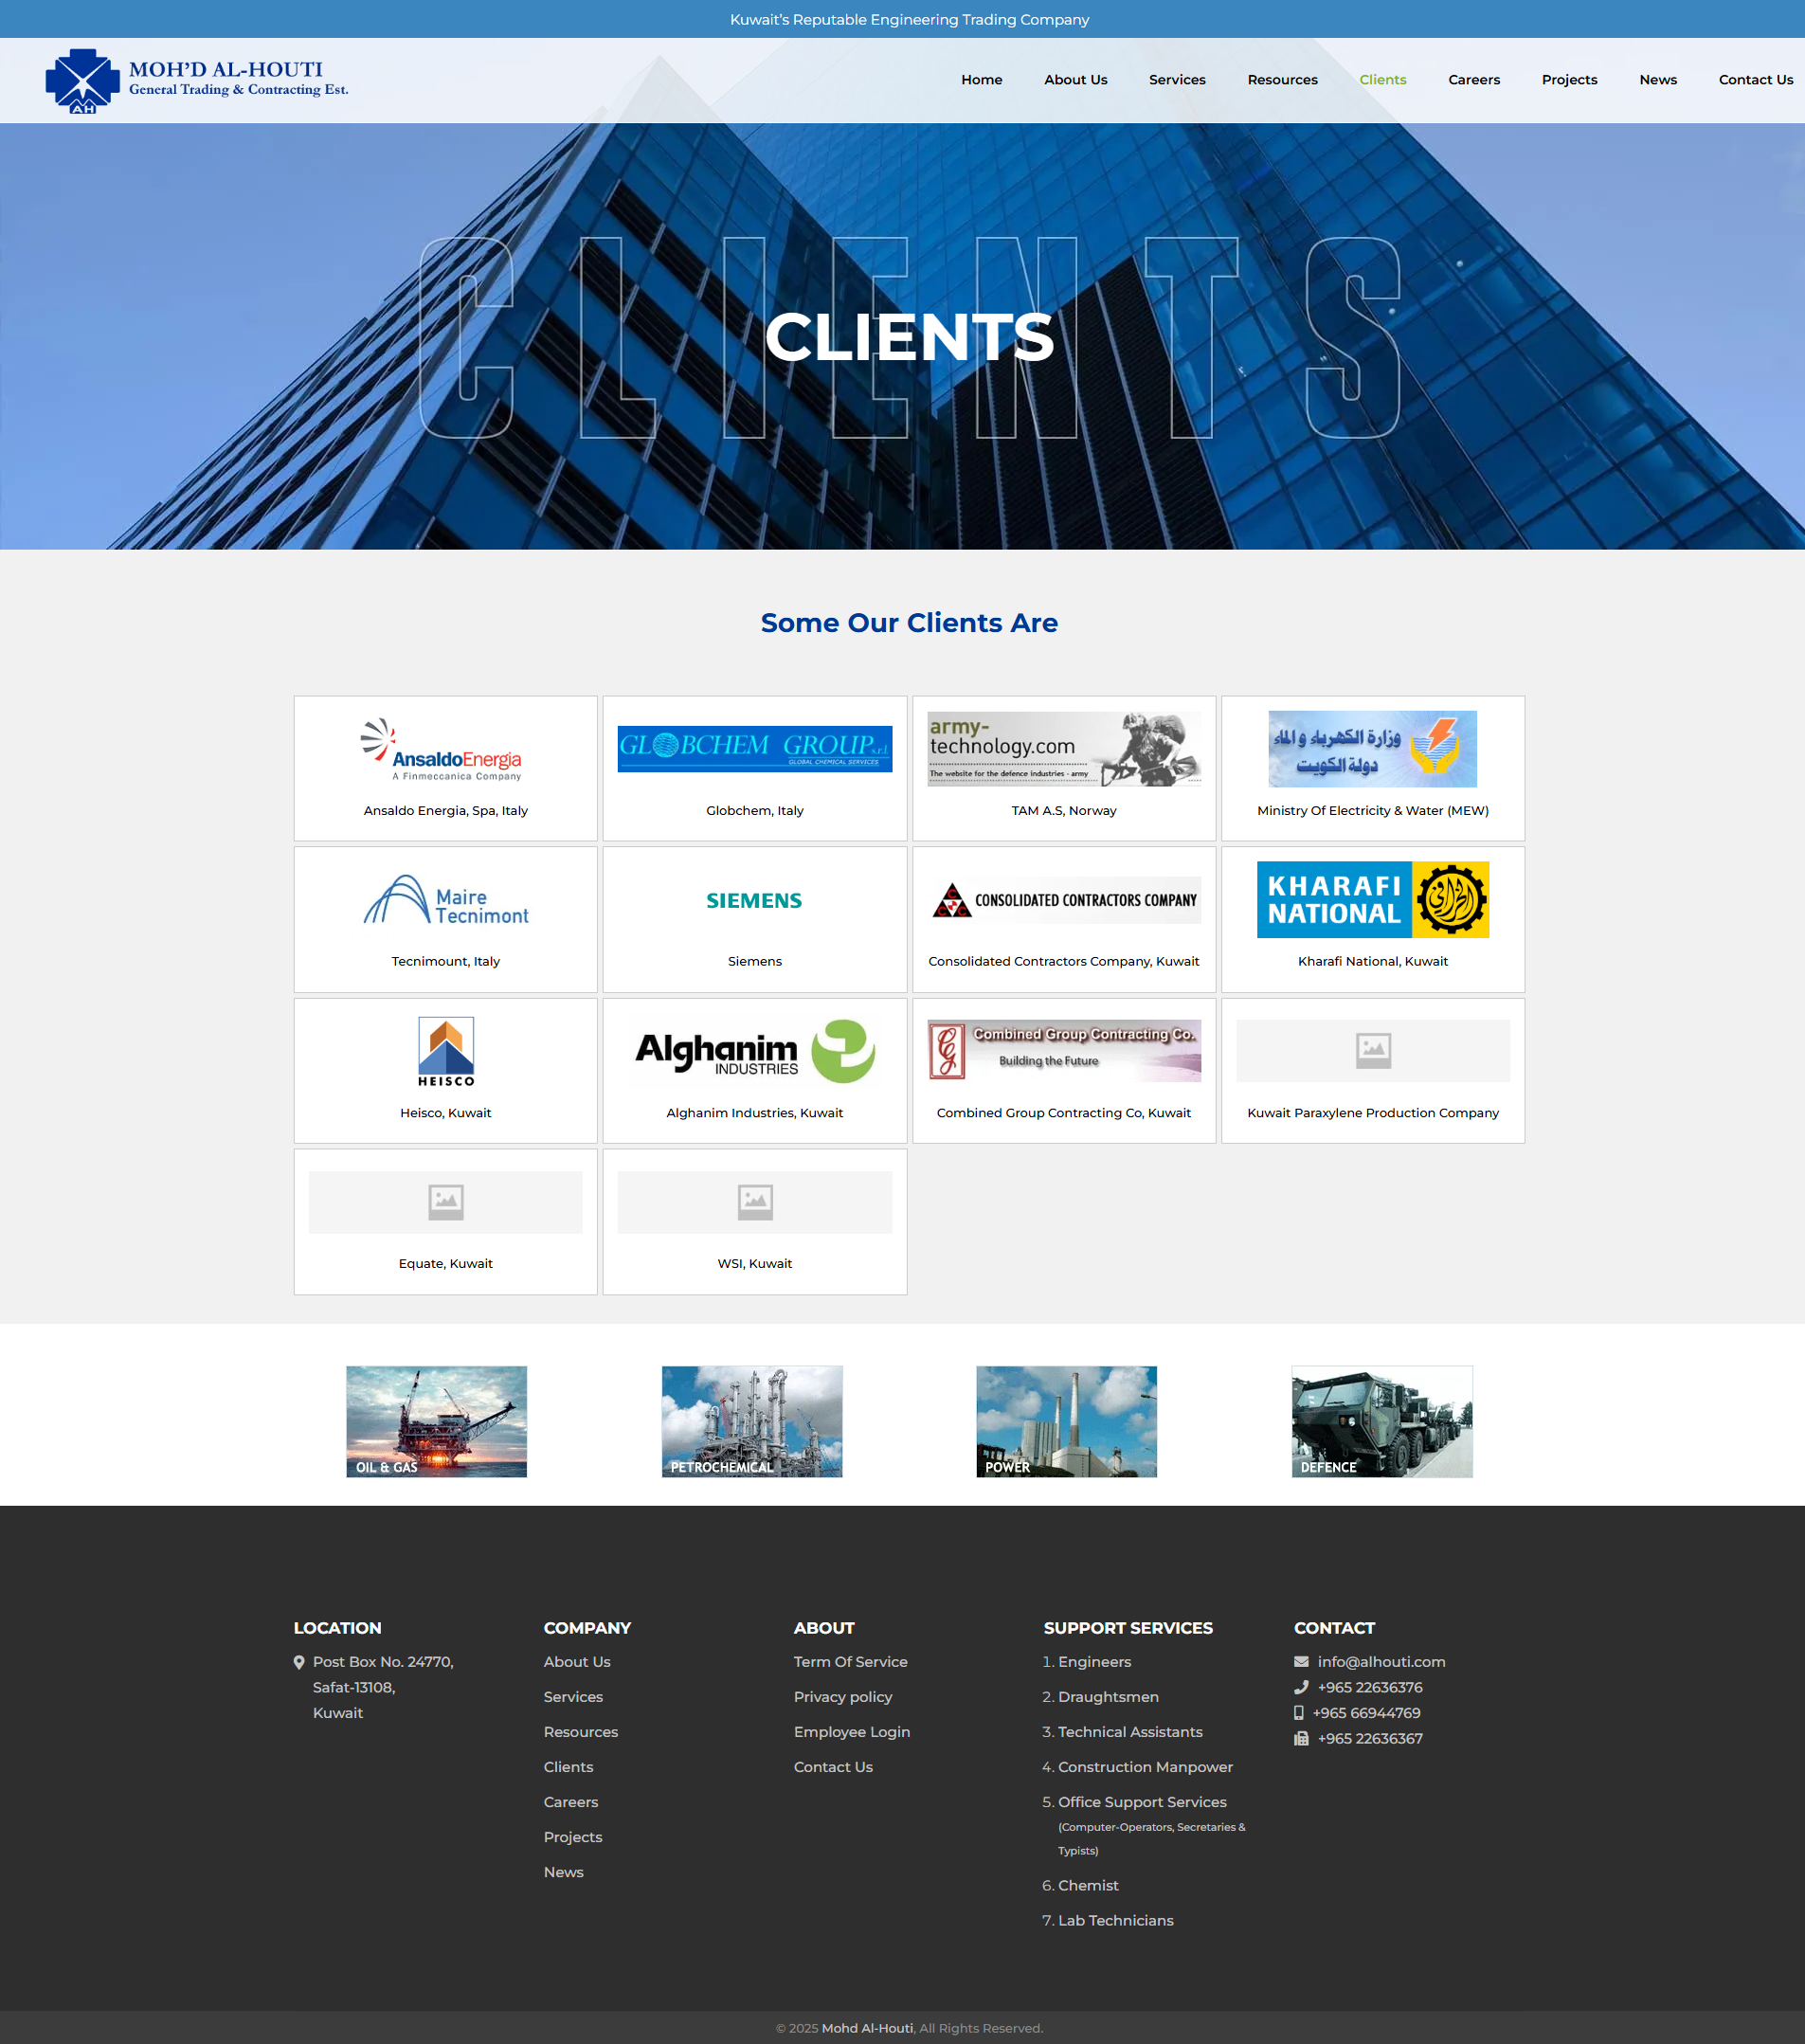 Kuwait's Reputable Engineering Trading Company
MOH'D AL-HOUTI
General Trading & Contracting Est.
AH
Home
About Us
Services
Resources
Clients
Careers
Projects
News
Contact Us
CLIENTS
CLIENTS
Some Our Clients Are
AnsaldoEnergia
A Finmeccanica Company
Ansaldo Energia, Spa, Italy
GLOBCHEM GROUP s.r.l.
GLOBAL CHEMICAL SERVICES
Globchem, Italy
army-
technology.com
The website for the defence industries - army
TAM A.S, Norway
وزارة الكهرباء و الماء
دولة الكويت
Ministry Of Electricity & Water (MEW)
Maire
Tecnimont
Tecnimount, Italy
SIEMENS
Siemens
CCC
CONSOLIDATED CONTRACTORS COMPANY
Consolidated Contractors Company, Kuwait
KHARAFI
NATIONAL
الخرافي
Kharafi National, Kuwait
HEISCO
Heisco, Kuwait
Alghanim
INDUSTRIES
Alghanim Industries, Kuwait
Combined Group Contracting Co.
Building the Future
Combined Group Contracting Co, Kuwait
Kuwait Paraxylene Production Company
Equate, Kuwait
WSI, Kuwait
OIL & GAS
PETROCHEMICAL
POWER
DEFENCE
LOCATION
Post Box No. 24770,
Safat-13108,
Kuwait
COMPANY
About Us
Services
Resources
Clients
Careers
Projects
News
ABOUT
Term Of Service
Privacy policy
Employee Login
Contact Us
SUPPORT SERVICES
1. Engineers
2. Draughtsmen
3. Technical Assistants
4. Construction Manpower
5. Office Support Services
(Computer-Operators, Secretaries &
Typists)
6. Chemist
7. Lab Technicians
CONTACT
info@alhouti.com
+965 22636376
+965 66944769
+965 22636367
© 2025 Mohd Al-Houti, All Rights Reserved.